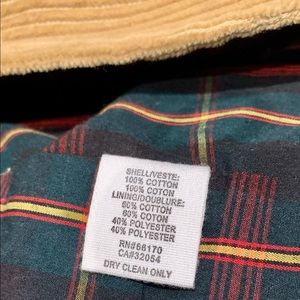 SHELL/VESTE:
100% COTTON
100% COTON
LINING/DOUBLURE:
60% COTTON
60% COTON
40% POLYESTER
40% POLYESTER
RN#66170
CA#32054
DRY CLEAN ONLY